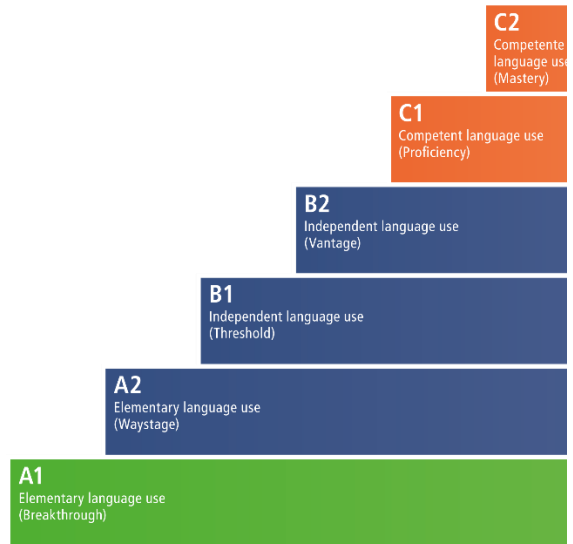 C2
Competente
language use
(Mastery)
C1
Competent language use
(Proficiency)
B2
Independent language use
(Vantage)
B1
Independent language use
(Threshold)
A2
Elementary language use
(Waystage)
A1
Elementary language use
(Breakthrough)